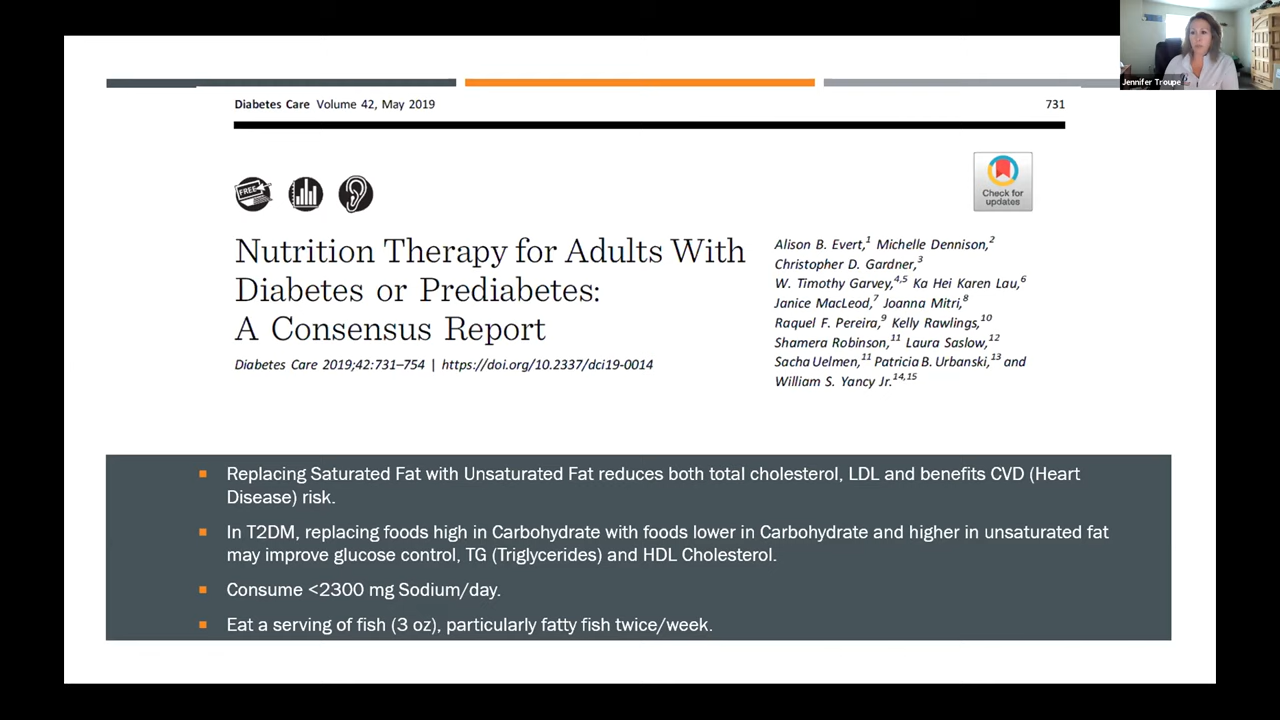 Jennifer Troupe
Diabetes Care Volume 42, May 2019
731
FREE
Check for
updates
Nutrition Therapy for Adults With
Diabetes or Prediabetes:
A Consensus Report
Diabetes Care 2019;42:731–754 | https://doi.org/10.2337/dci19-0014
Alison B. Evert,1 Michelle Dennison,2
Christopher D. Gardner,3
W. Timothy Garvey,4,5 Ka Hei Karen Lau,6
Janice MacLeod,7 Joanna Mitri,8
Raquel F. Pereira,9 Kelly Rawlings,10
Shamera Robinson,11 Laura Saslow,12
Sacha Uelmen,11 Patricia B. Urbanski,13 and
William S. Yancy Jr.14,15
Replacing Saturated Fat with Unsaturated Fat reduces both total cholesterol, LDL and benefits CVD (Heart
Disease) risk.
In T2DM, replacing foods high in Carbohydrate with foods lower in Carbohydrate and higher in unsaturated fat
may improve glucose control, TG (Triglycerides) and HDL Cholesterol.
Consume <2300 mg Sodium/day.
Eat a serving of fish (3 oz), particularly fatty fish twice/week.